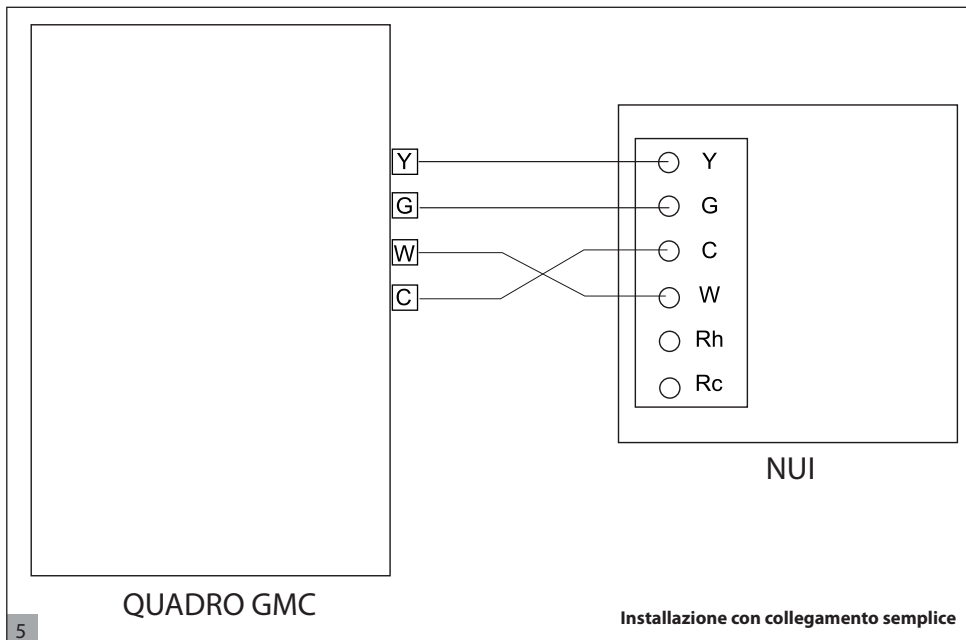 Y
G
W
C
Y
G
C
W
Rh
Rc
NUI
QUADRO GMC
Installazione con collegamento semplice
5